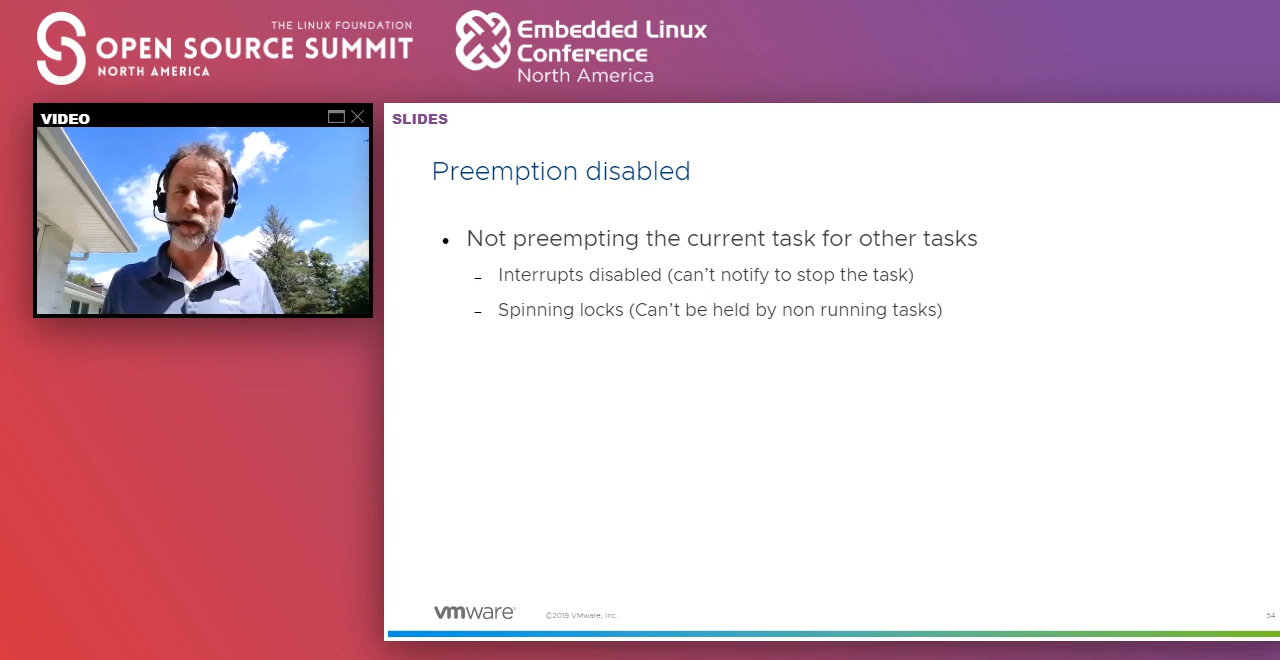 THE LINUX FOUNDATION
OPEN SOURCE SUMMIT
NORTH AMERICA
Embedded Linux
Conference
North America
VIDEO
vmware
SLIDES
Preemption disabled
• Not preempting the current task for other tasks
– Interrupts disabled (can't notify to stop the task)
– Spinning locks (Can't be held by non running tasks)
vmware®
©2019 VMware, Inc.
54